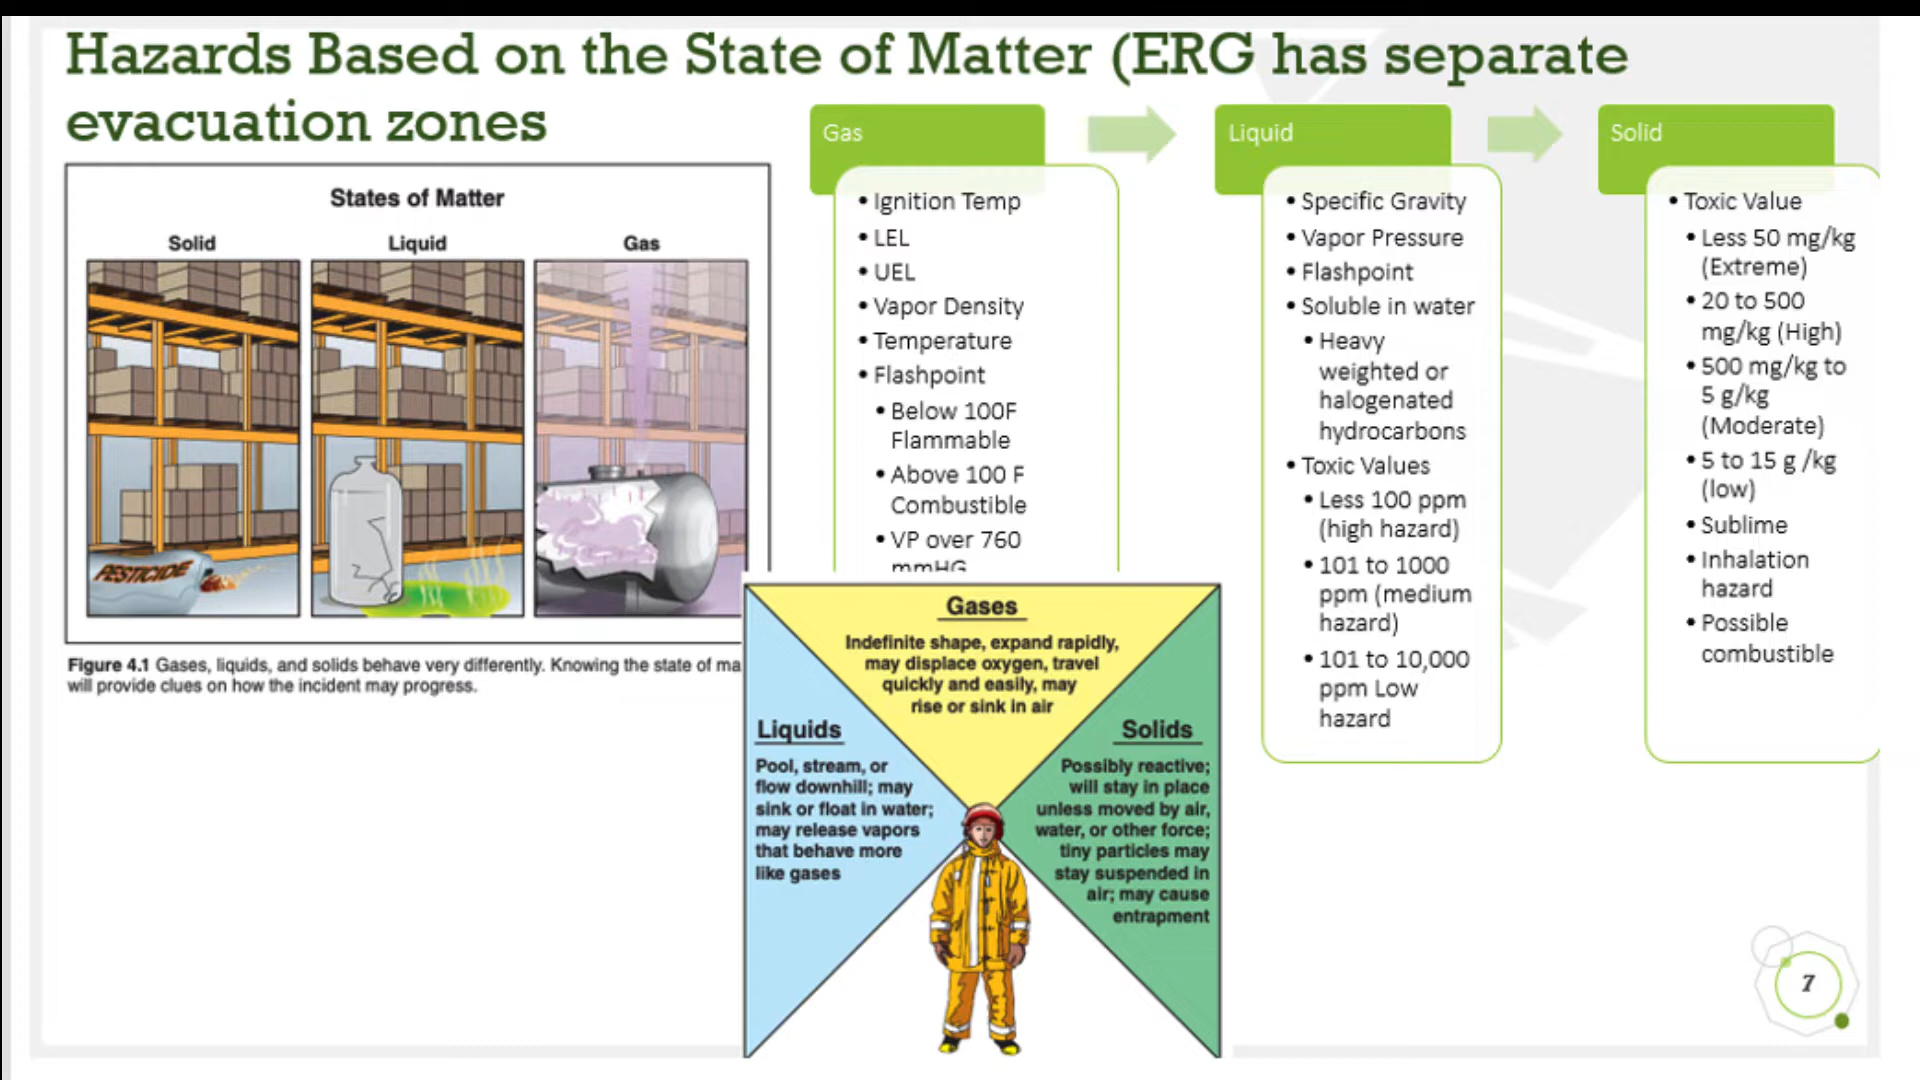 Hazards Based on the State of Matter (ERG has separate
evacuation zones
States of Matter
Solid
Liquid
Gas
PESTICIDE
Figure 4.1 Gases, liquids, and solids behave very differently. Knowing the state of ma
will provide clues on how the incident may progress.
Gas
• Ignition Temp
• LEL
• UEL
• Vapor Density
• Temperature
• Flashpoint
• Below 100F
Flammable
• Above 100 F
Combustible
• VP over 760
mmHG
Liquid
• Specific Gravity
• Vapor Pressure
• Flashpoint
• Soluble in water
• Heavy
weighted or
halogenated
hydrocarbons
• Toxic Values
• Less 100 ppm
(high hazard)
• 101 to 1000
ppm (medium
hazard)
• 101 to 10,000
ppm Low
hazard
Solid
• Toxic Value
• Less 50 mg/kg
(Extreme)
• 20 to 500
mg/kg (High)
• 500 mg/kg to
5 g/kg
(Moderate)
• 5 to 15 g /kg
(low)
• Sublime
• Inhalation
hazard
• Possible
combustible
Gases
Indefinite shape, expand rapidly,
may displace oxygen, travel
quickly and easily, may
rise or sink in air
Liquids
Pool, stream, or
flow downhill; may
sink or float in water;
may release vapors
that behave more
like gases
Solids
Possibly reactive;
will stay in place
unless moved by air,
water, or other force;
tiny particles may
stay suspended in
air; may cause
entrapment
7